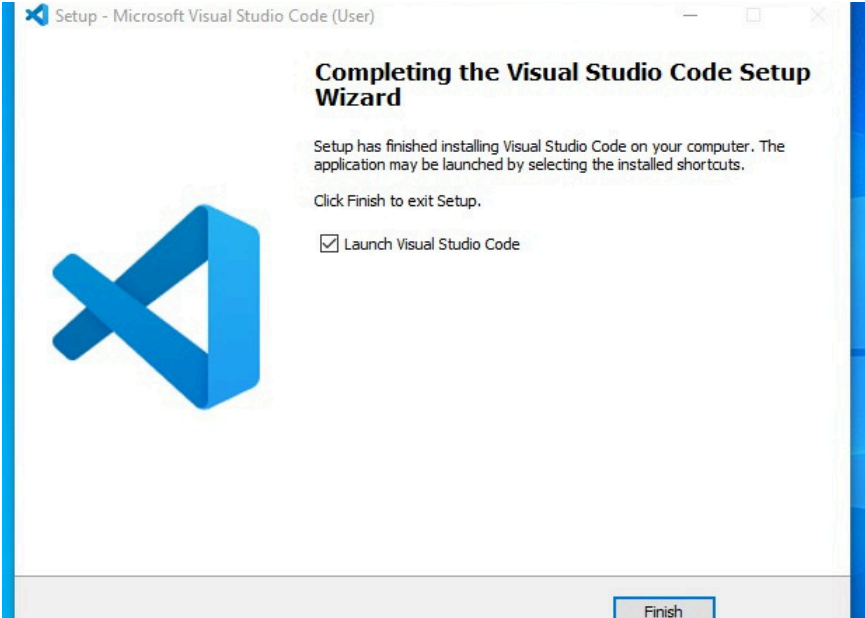 Setup - Microsoft Visual Studio Code (User)
Completing the Visual Studio Code Setup
Wizard
Setup has finished installing Visual Studio Code on your computer. The
application may be launched by selecting the installed shortcuts.
Click Finish to exit Setup.
Launch Visual Studio Code
Finish